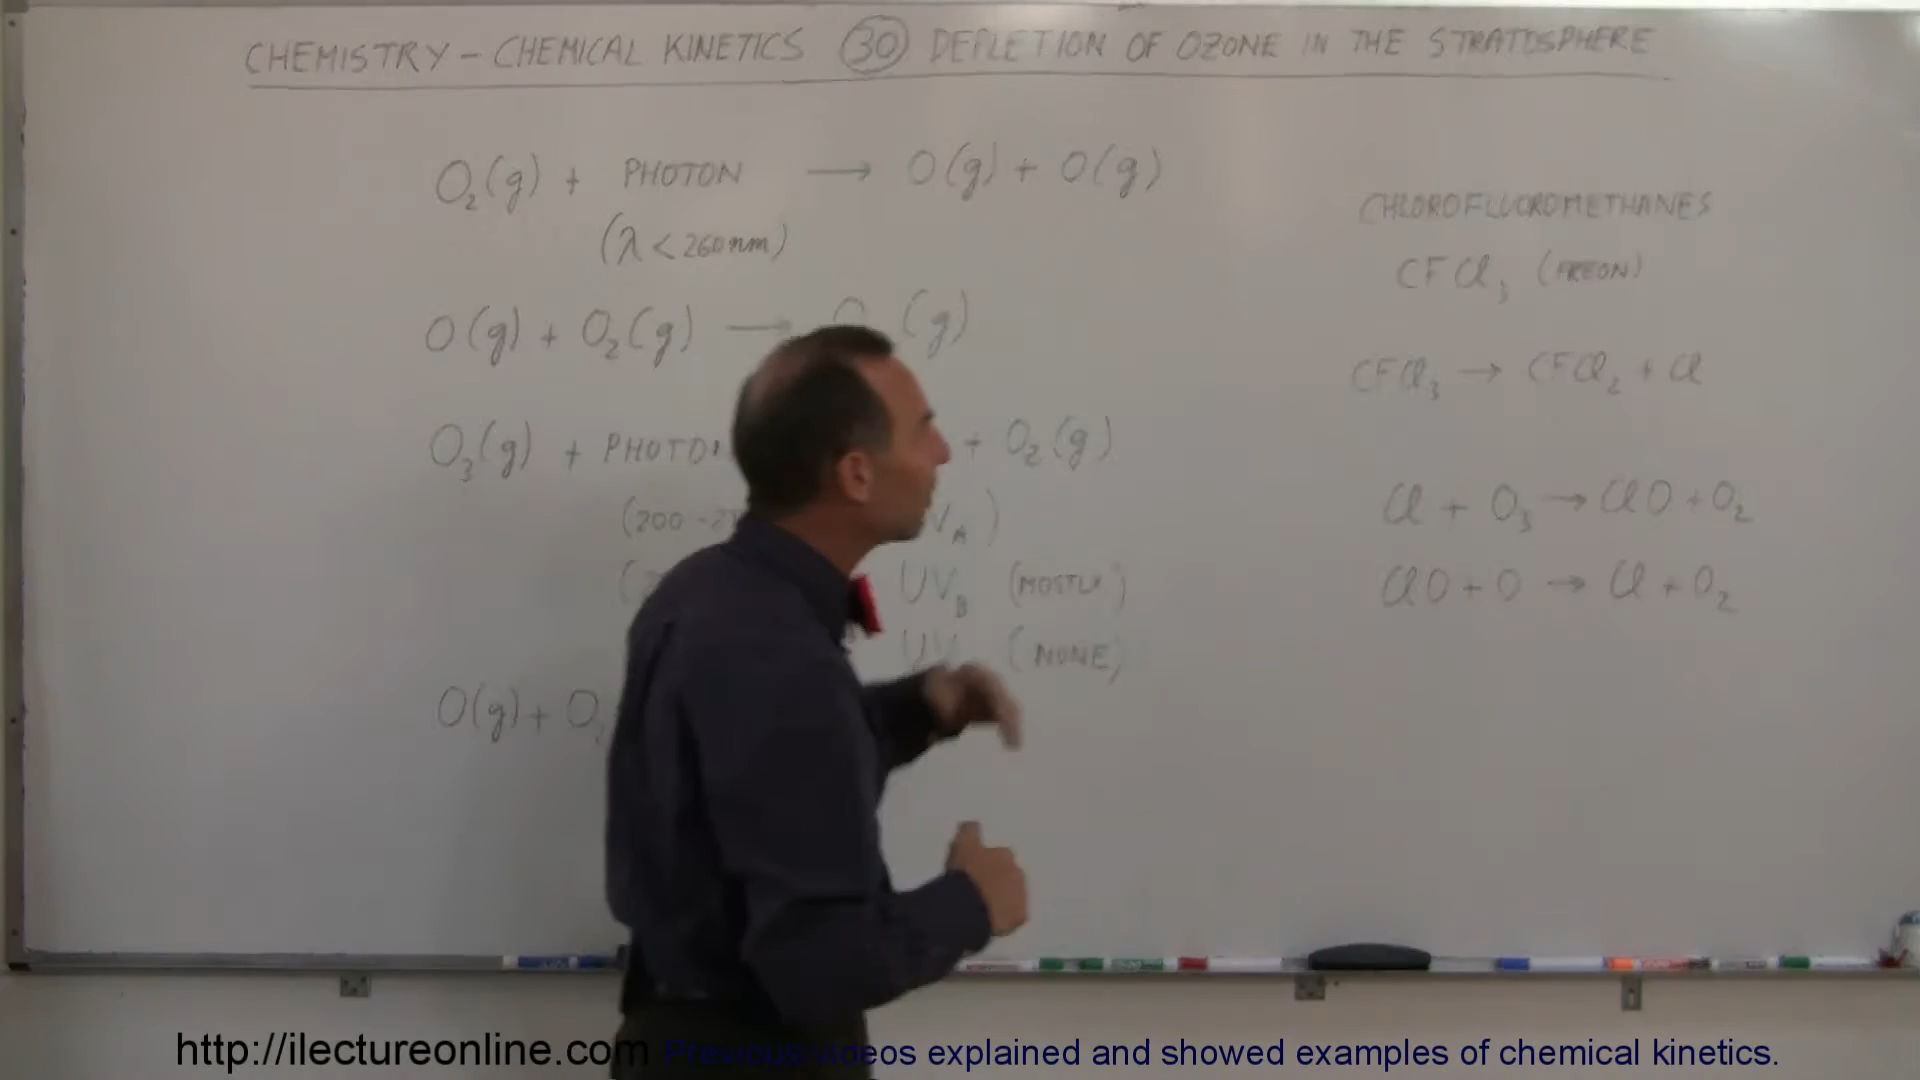 CHEMISTRY - CHEMICAL KINETICS 30 DEPLETION OF OZONE IN THE STRATOSPHERE
O₂(g) + PHOTON → O(g) + O(g)
(λ < 260nm)
O(g) + O₂(g) → (g)
O₃(g) + + O₂(g)
(200 -
UV_B (MOSTLY)
UV (NONE)
O(g) + O
CHLOROFLUOROMETHANES
CFCl₃ (FREON)
CFCl₃ → CFCl₂ + Cl
Cl + O₃ → ClO + O₂
ClO + O → Cl + O₂
http://ilectureonline.com Previous videos explained and showed examples of chemical kinetics.